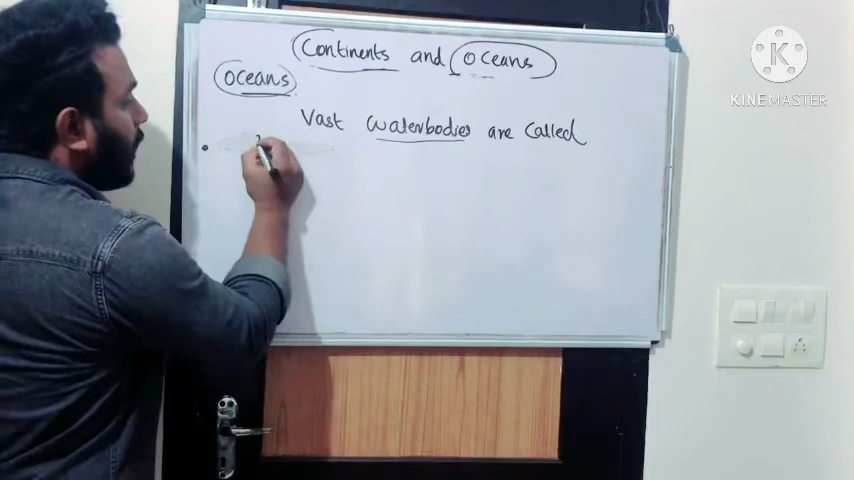 Continents and Oceans
Oceans
Vast Waterbodies are Called
KINEMASTER